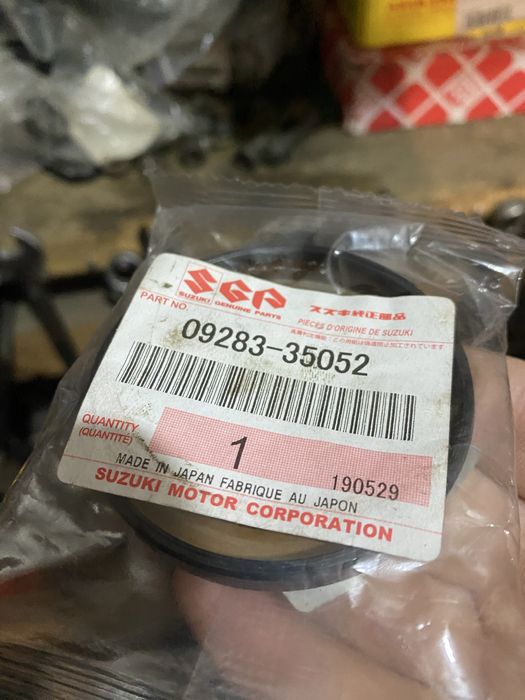 SGP
SUZUKI GENUINE PARTS
スズキ純正部品
PIECES D'ORIGINE DE SUZUKI
PART NO.
09283-35052
QUANTITY
(QUANTITÉ)
1
190529
MADE IN JAPAN FABRIQUE AU JAPON
SUZUKI MOTOR CORPORATION